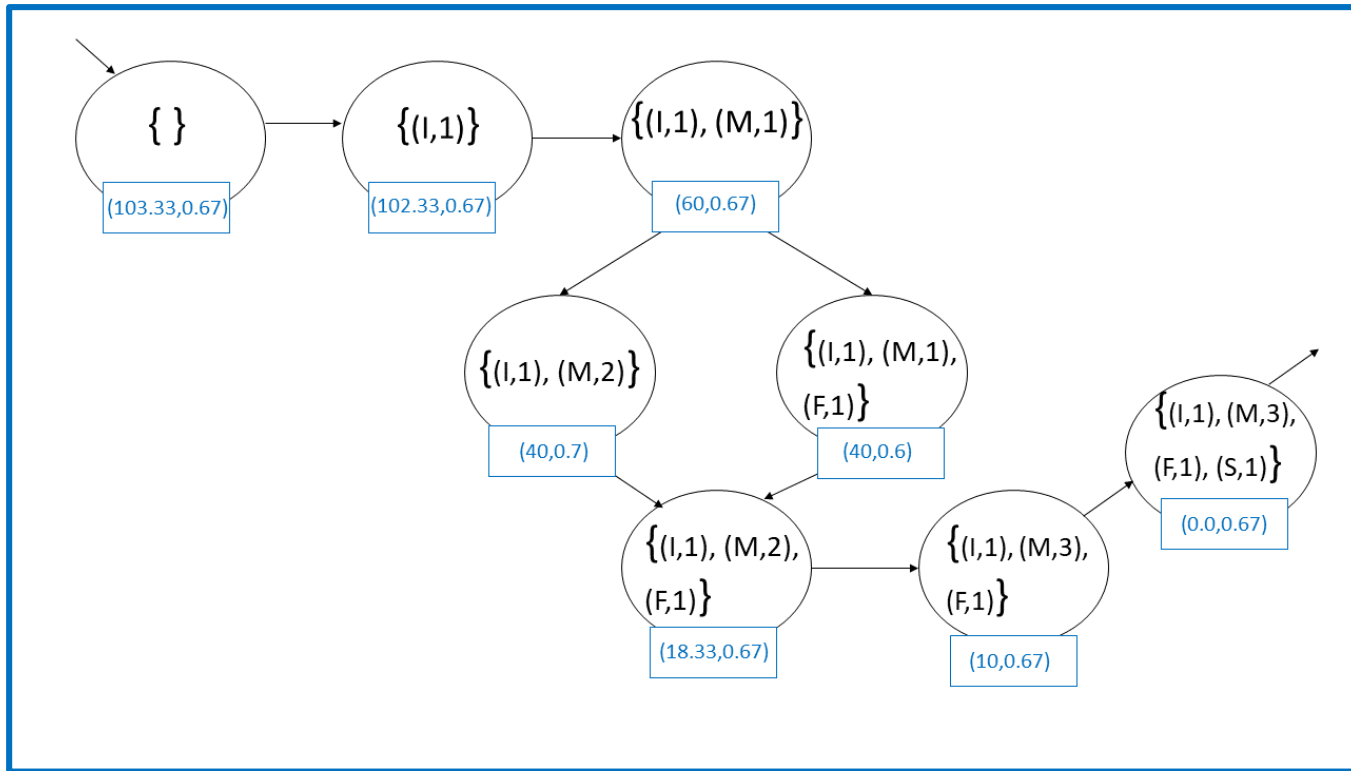 { }
(103.33,0.67)
{(I,1)}
(102.33,0.67)
{(I,1), (M,1)}
(60,0.67)
{(I,1), (M,2)}
(40,0.7)
{(I,1), (M,1),
(F,1)}
(40,0.6)
{(I,1), (M,2),
(F,1)}
(18.33,0.67)
{(I,1), (M,3),
(F,1)}
(10,0.67)
{(I,1), (M,3),
(F,1), (S,1)}
(0.0,0.67)